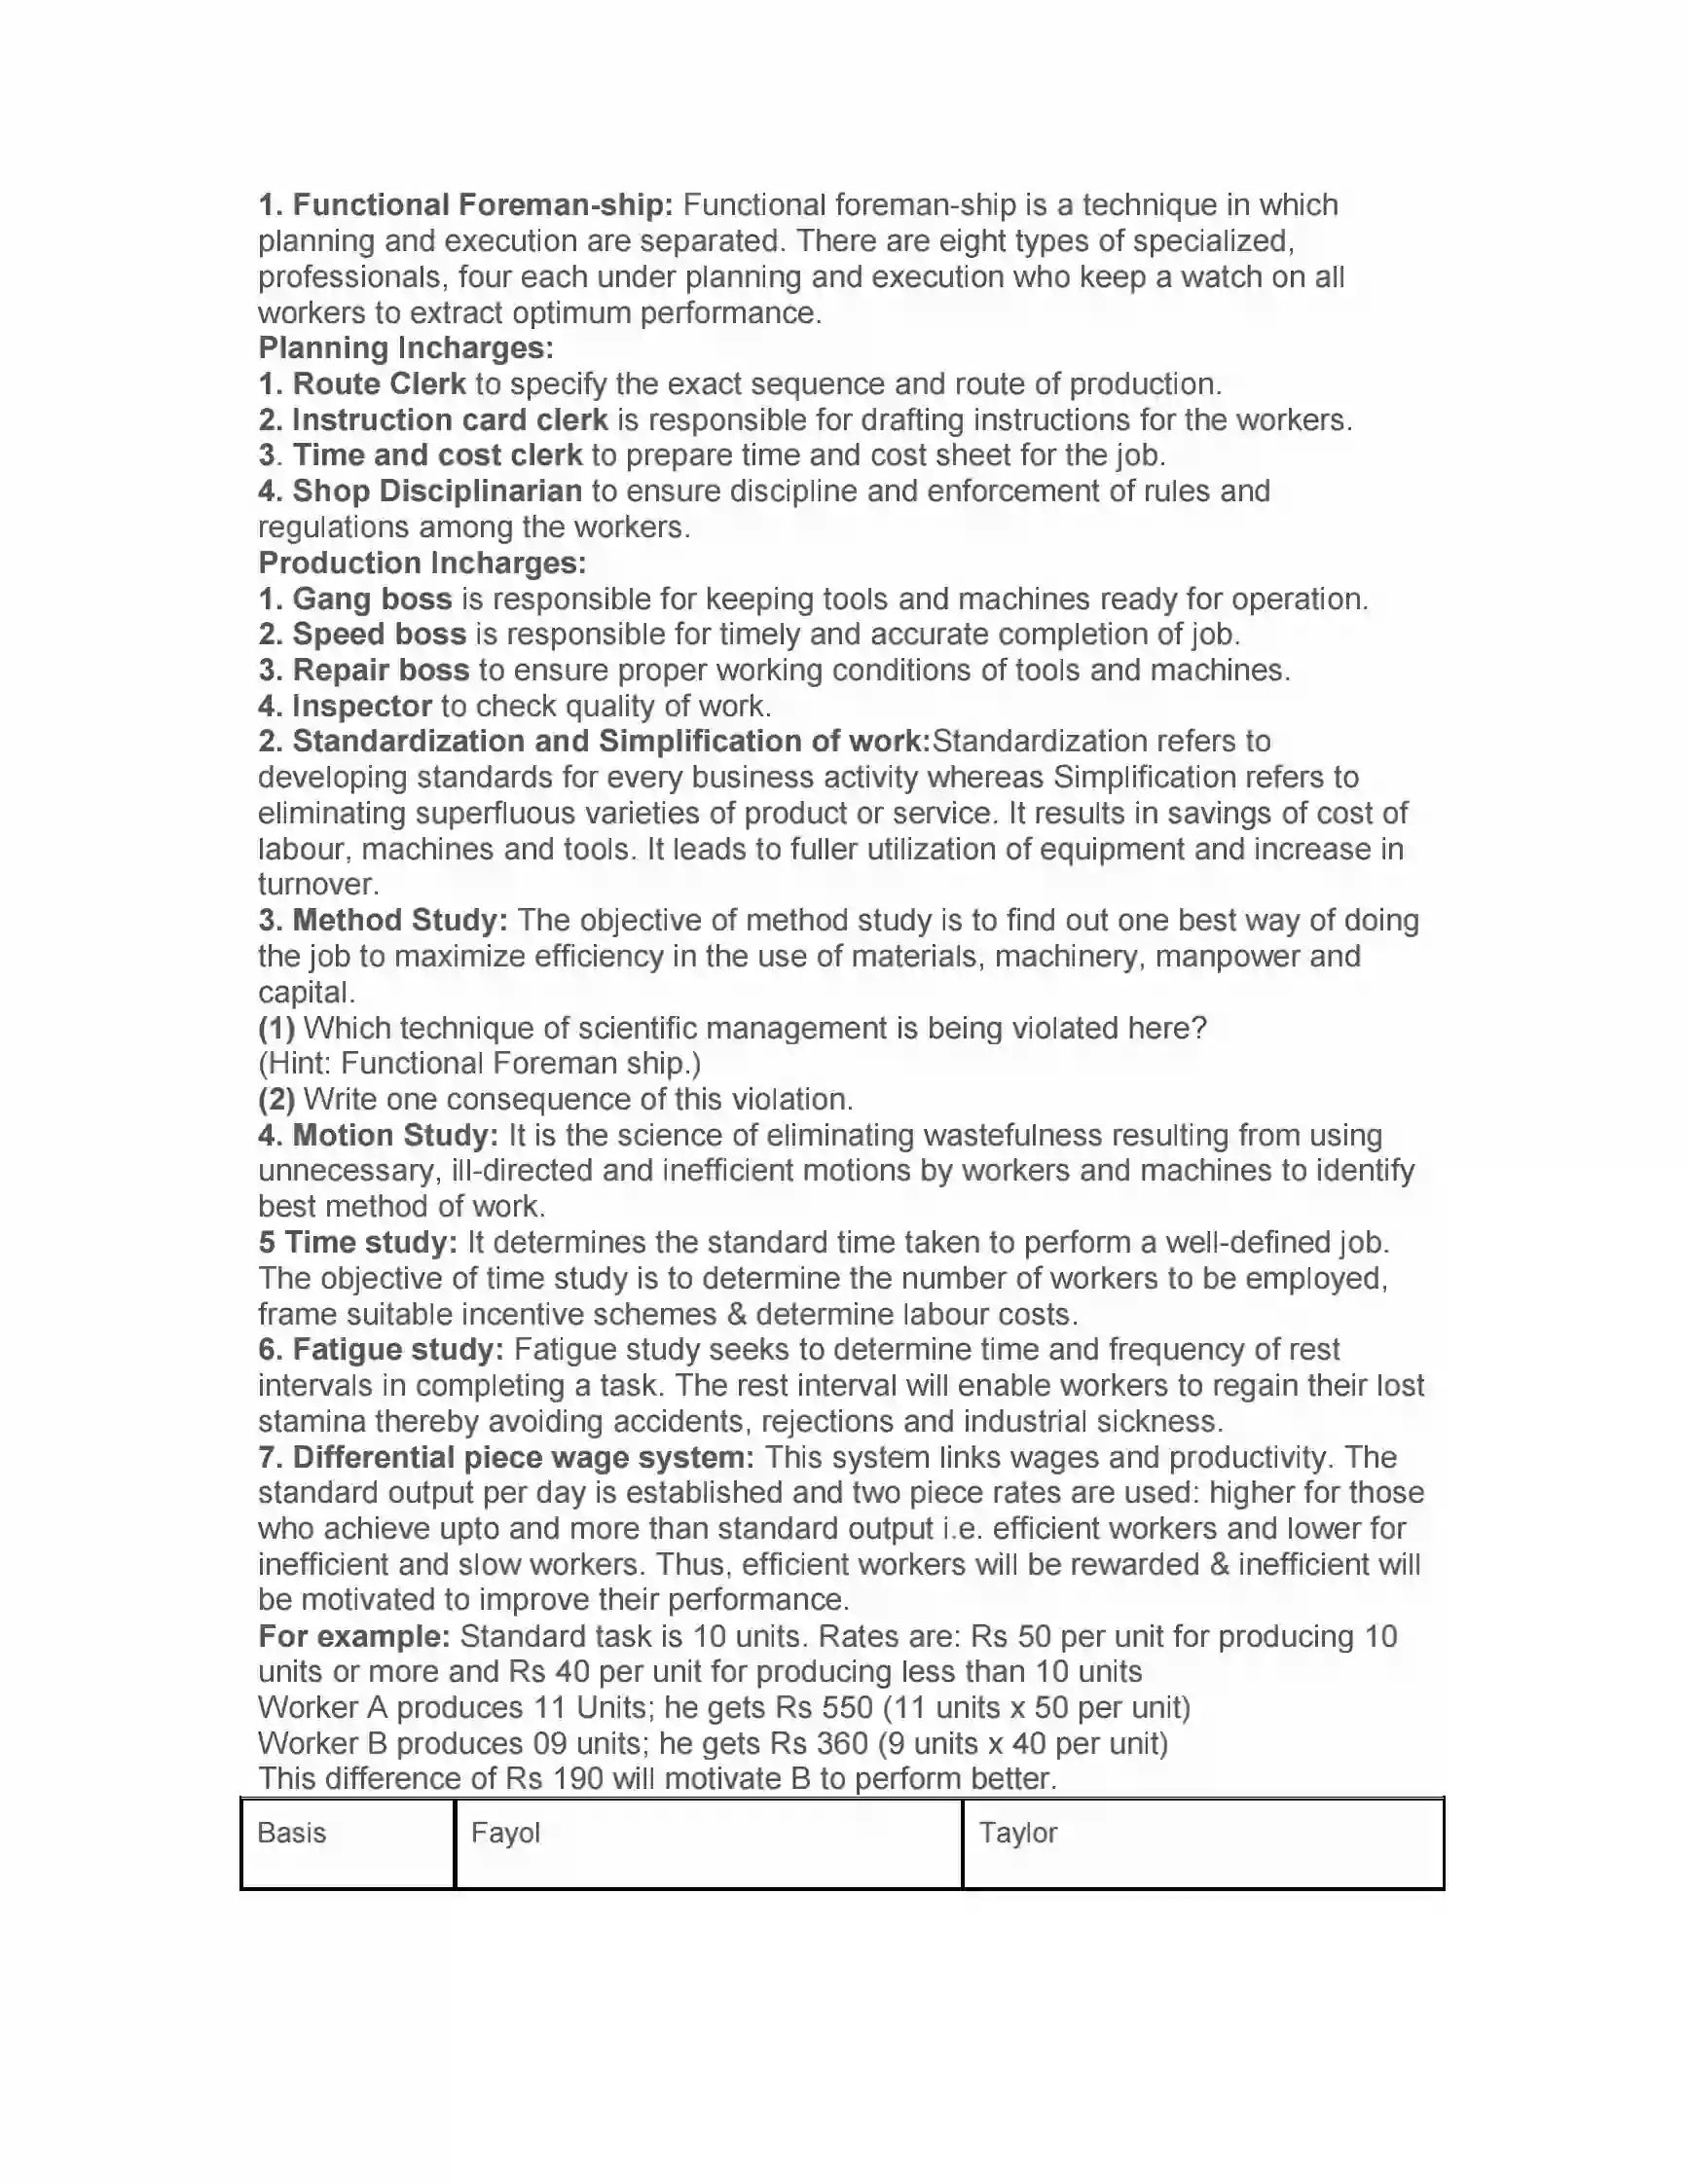 1. Functional Foreman-ship: Functional foreman-ship is a technique in which
planning and execution are separated. There are eight types of specialized,
professionals, four each under planning and execution who keep a watch on all
workers to extract optimum performance.
Planning Incharges:
1. Route Clerk to specify the exact sequence and route of production.
2. Instruction card clerk is responsible for drafting instructions for the workers.
3. Time and cost clerk to prepare time and cost sheet for the job.
4. Shop Disciplinarian to ensure discipline and enforcement of rules and
regulations among the workers.
Production Incharges:
1. Gang boss is responsible for keeping tools and machines ready for operation.
2. Speed boss is responsible for timely and accurate completion of job.
3. Repair boss to ensure proper working conditions of tools and machines.
4. Inspector to check quality of work.
2. Standardization and Simplification of work:Standardization refers to
developing standards for every business activity whereas Simplification refers to
eliminating superfluous varieties of product or service. It results in savings of cost of
labour, machines and tools. It leads to fuller utilization of equipment and increase in
turnover.
3. Method Study: The objective of method study is to find out one best way of doing
the job to maximize efficiency in the use of materials, machinery, manpower and
capital.
(1) Which technique of scientific management is being violated here?
(Hint: Functional Foreman ship.)
(2) Write one consequence of this violation.
4. Motion Study: It is the science of eliminating wastefulness resulting from using
unnecessary, ill-directed and inefficient motions by workers and machines to identify
best method of work.
5 Time study: It determines the standard time taken to perform a well-defined job.
The objective of time study is to determine the number of workers to be employed,
frame suitable incentive schemes & determine labour costs.
6. Fatigue study: Fatigue study seeks to determine time and frequency of rest
intervals in completing a task. The rest interval will enable workers to regain their lost
stamina thereby avoiding accidents, rejections and industrial sickness.
7. Differential piece wage system: This system links wages and productivity. The
standard output per day is established and two piece rates are used: higher for those
who achieve upto and more than standard output i.e. efficient workers and lower for
inefficient and slow workers. Thus, efficient workers will be rewarded & inefficient will
be motivated to improve their performance.
For example: Standard task is 10 units. Rates are: Rs 50 per unit for producing 10
units or more and Rs 40 per unit for producing less than 10 units
Worker A produces 11 Units; he gets Rs 550 (11 units x 50 per unit)
Worker B produces 09 units; he gets Rs 360 (9 units x 40 per unit)
This difference of Rs 190 will motivate B to perform better.
Basis Fayol Taylor